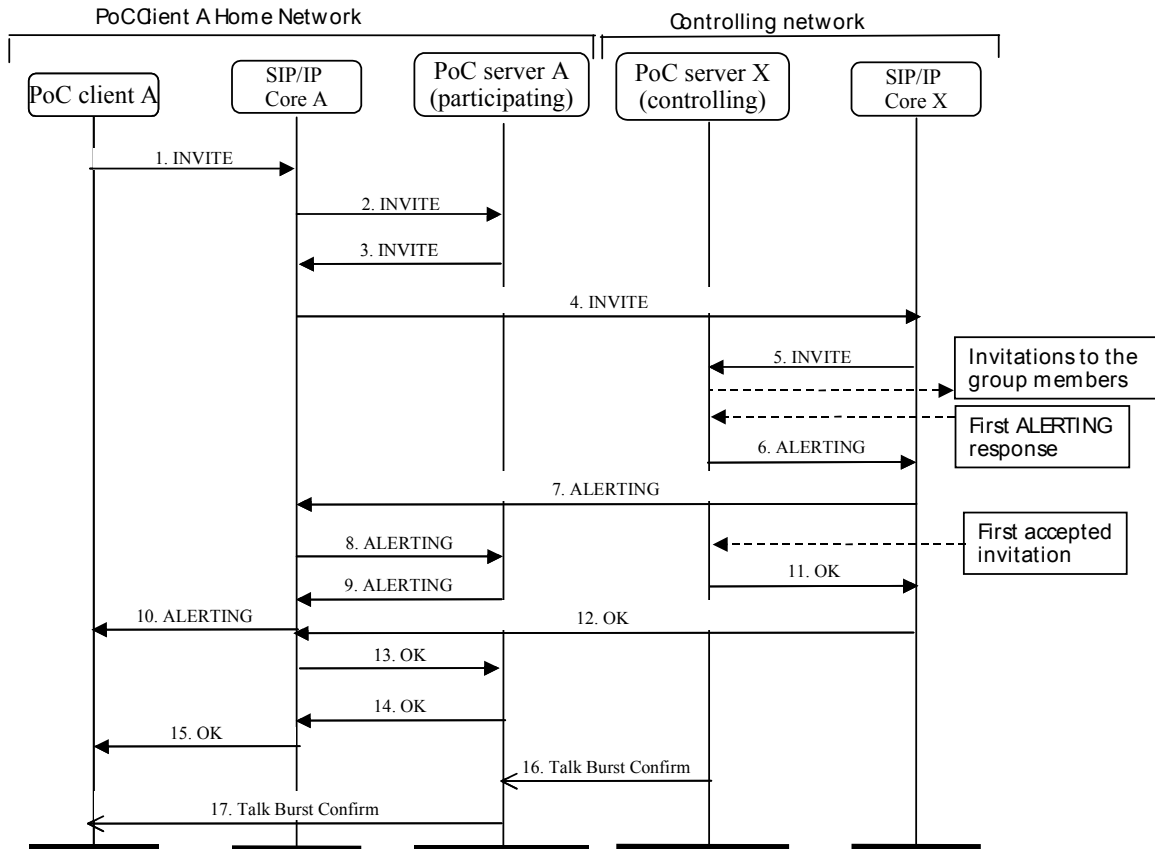 PoCClient A Home Network
Controlling network
PoC client A
SIP/IP
Core A
PoC server A
(participating)
PoC server X
(controlling)
SIP/IP
Core X
1. INVITE
2. INVITE
3. INVITE
4. INVITE
5. INVITE
Invitations to the
group members
First ALERTING
response
6. ALERTING
7. ALERTING
8. ALERTING
First accepted
invitation
9. ALERTING
11. OK
10. ALERTING
12. OK
13. OK
14. OK
15. OK
16. Talk Burst Confirm
17. Talk Burst Confirm